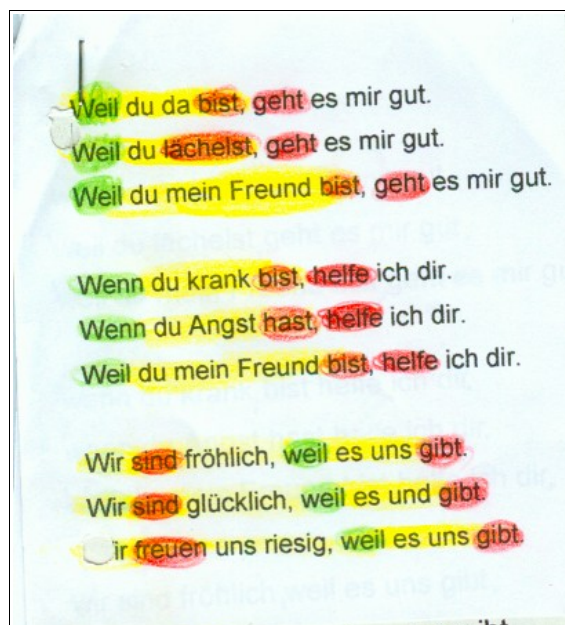 Weil du da bist, geht es mir gut.
Weil du lächelst, geht es mir gut.
Weil du mein Freund bist, geht es mir gut.
Wenn du krank bist, helfe ich dir.
Wenn du Angst hast, helfe ich dir.
Weil du mein Freund bist, helfe ich dir.
Wir sind fröhlich, weil es uns gibt.
Wir sind glücklich, weil es und gibt.
ir freuen uns riesig, weil es uns gibt.